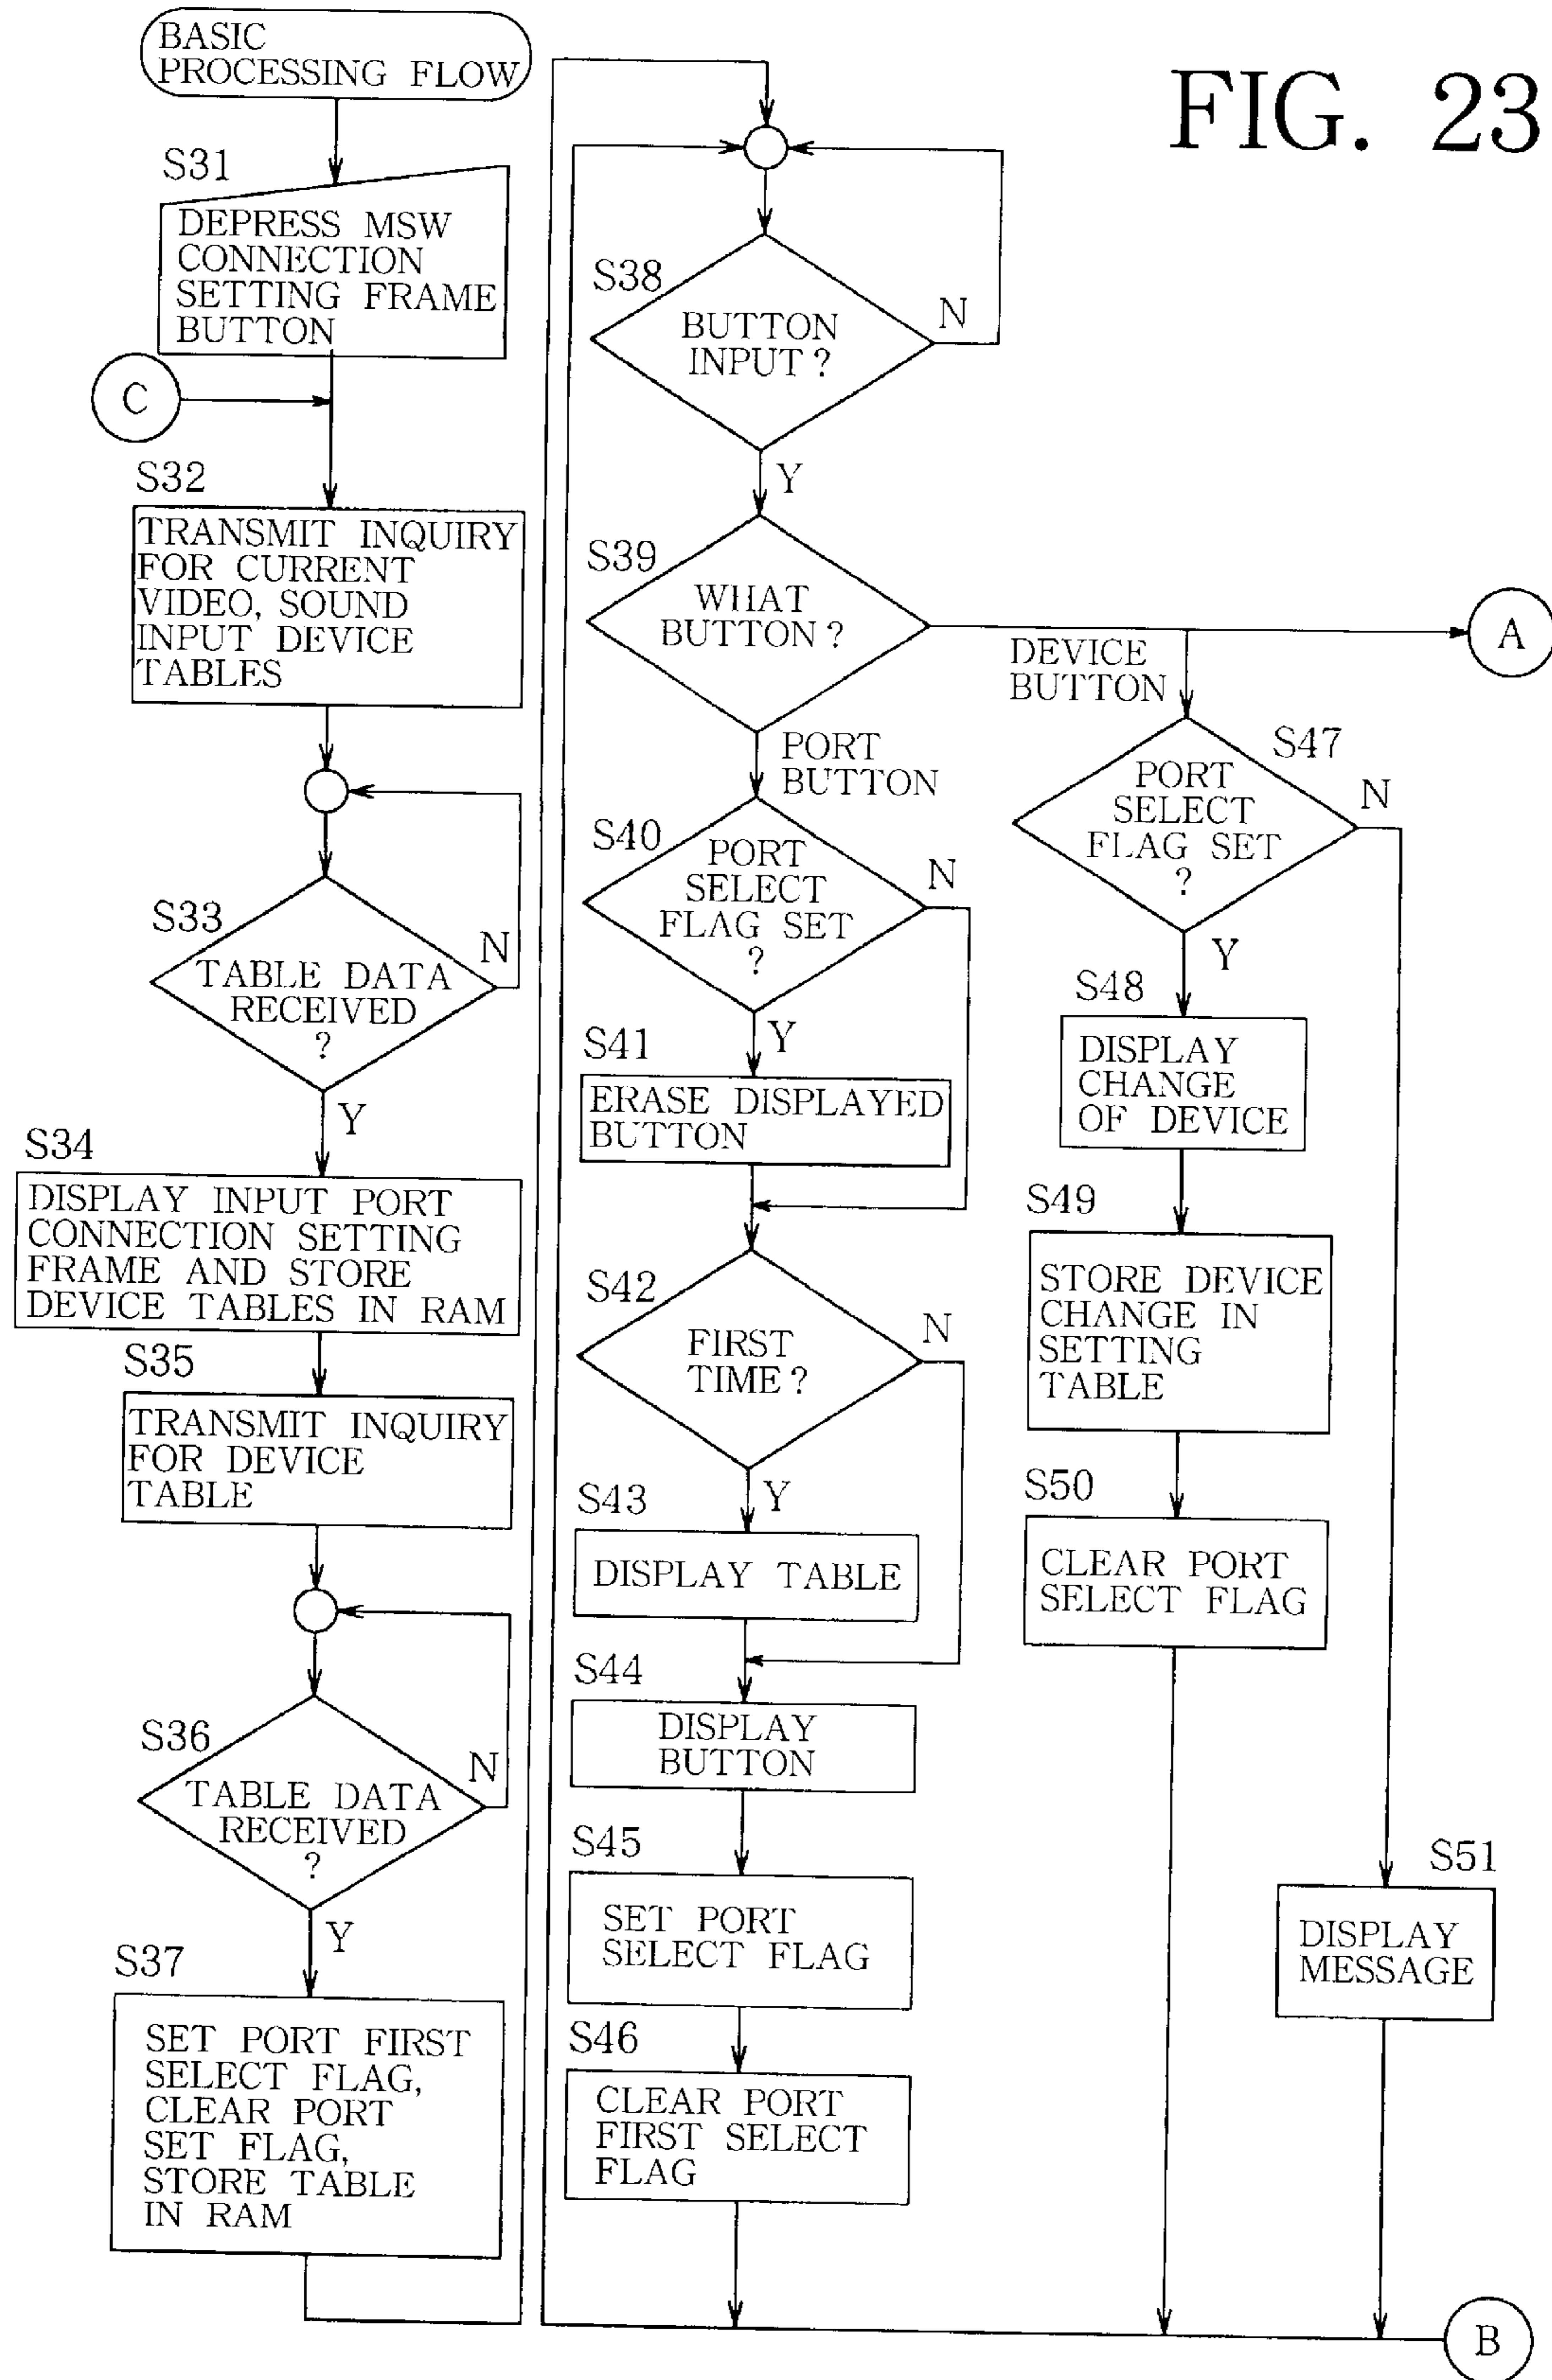 FIG. 23
BASIC
PROCESSING FLOW
S31
DEPRESS MSW
CONNECTION
SETTING FRAME
BUTTON
C
S32
TRANSMIT INQUIRY
FOR CURRENT
VIDEO, SOUND
INPUT DEVICE
TABLES
S33
TABLE DATA
RECEIVED
?
N
Y
S34
DISPLAY INPUT PORT
CONNECTION SETTING
FRAME AND STORE
DEVICE TABLES IN RAM
S35
TRANSMIT INQUIRY
FOR DEVICE
TABLE
S36
TABLE DATA
RECEIVED
?
N
Y
S37
SET PORT FIRST
SELECT FLAG,
CLEAR PORT
SET FLAG,
STORE TABLE
IN RAM
S38
BUTTON
INPUT?
N
Y
S39
WHAT
BUTTON?
DEVICE
BUTTON
A
PORT
BUTTON
S40
PORT
SELECT
FLAG SET
?
N
Y
S41
ERASE DISPLAYED
BUTTON
S42
FIRST
TIME?
N
Y
S43
DISPLAY TABLE
S44
DISPLAY
BUTTON
S45
SET PORT
SELECT FLAG
S46
CLEAR PORT
FIRST SELECT
FLAG
S47
PORT
SELECT
FLAG SET
?
N
Y
S48
DISPLAY
CHANGE
OF DEVICE
S49
STORE DEVICE
CHANGE IN
SETTING
TABLE
S50
CLEAR PORT
SELECT FLAG
S51
DISPLAY
MESSAGE
B